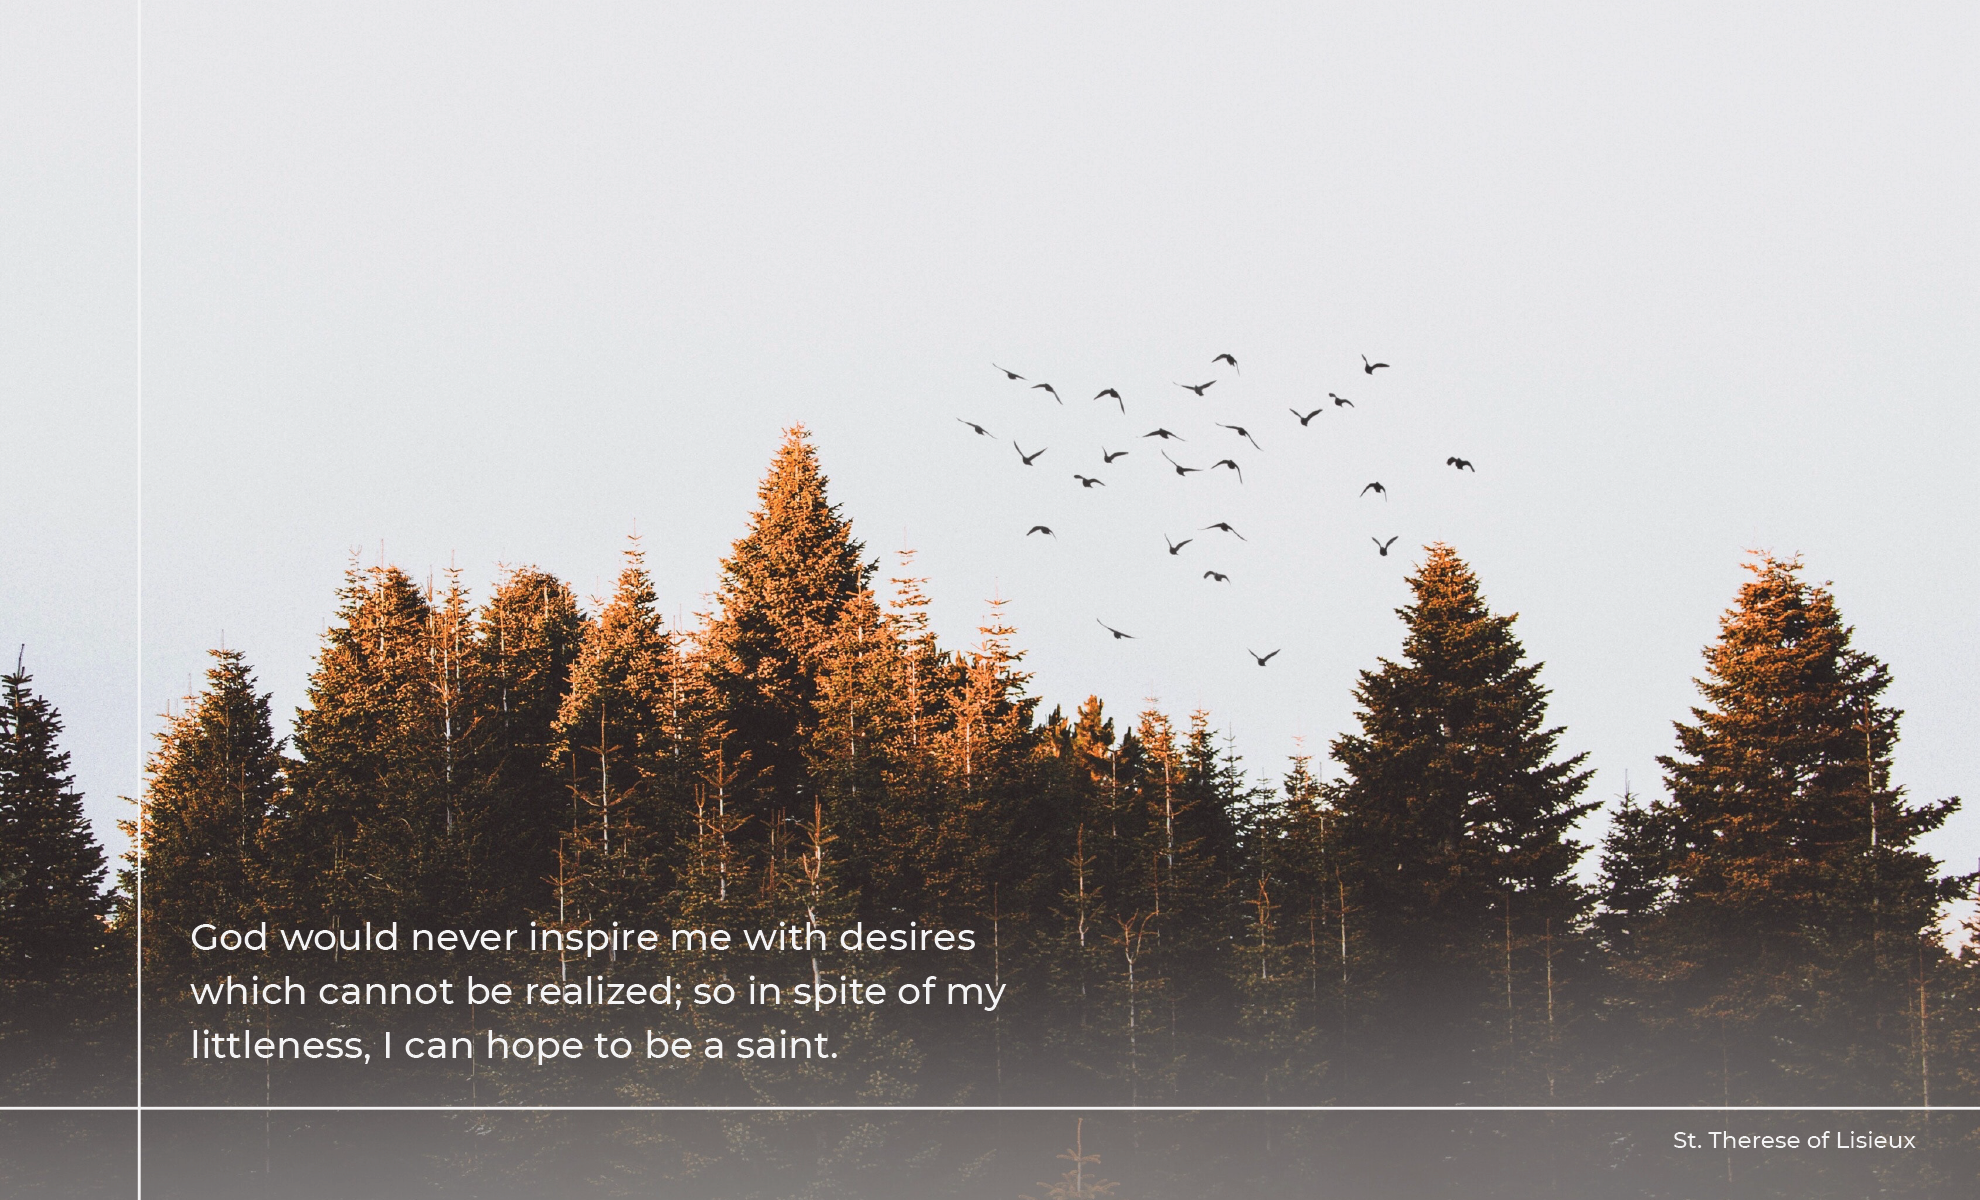 God would never inspire me with desires
which cannot be realized; so in spite of my
littleness, I can hope to be a saint.
St. Therese of Lisieux